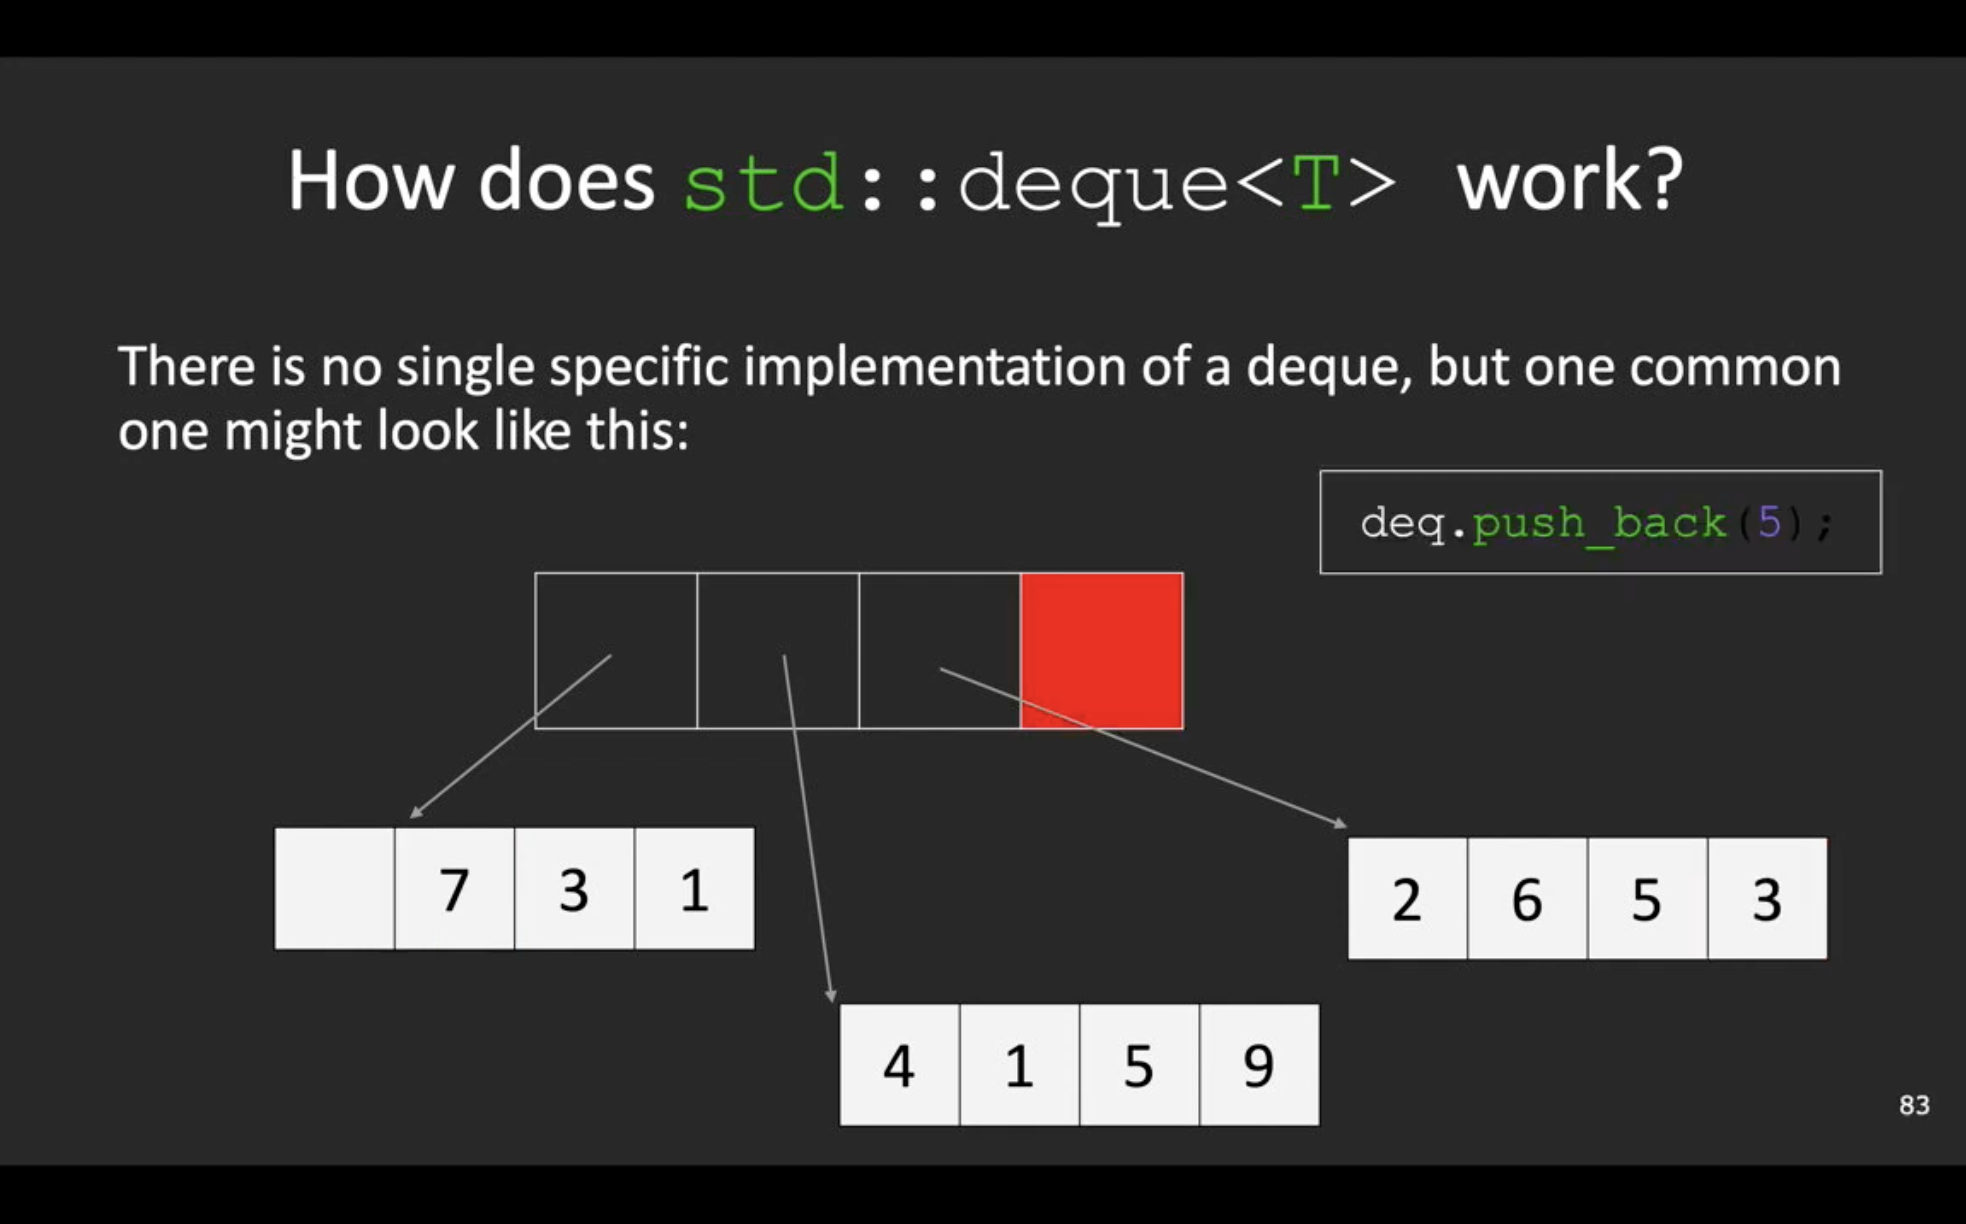 How does std::deque<T> work?
There is no single specific implementation of a deque, but one common
one might look like this:
deq.push_back(5);
7 3 1
2 6 5 3
4 1 5 9
83